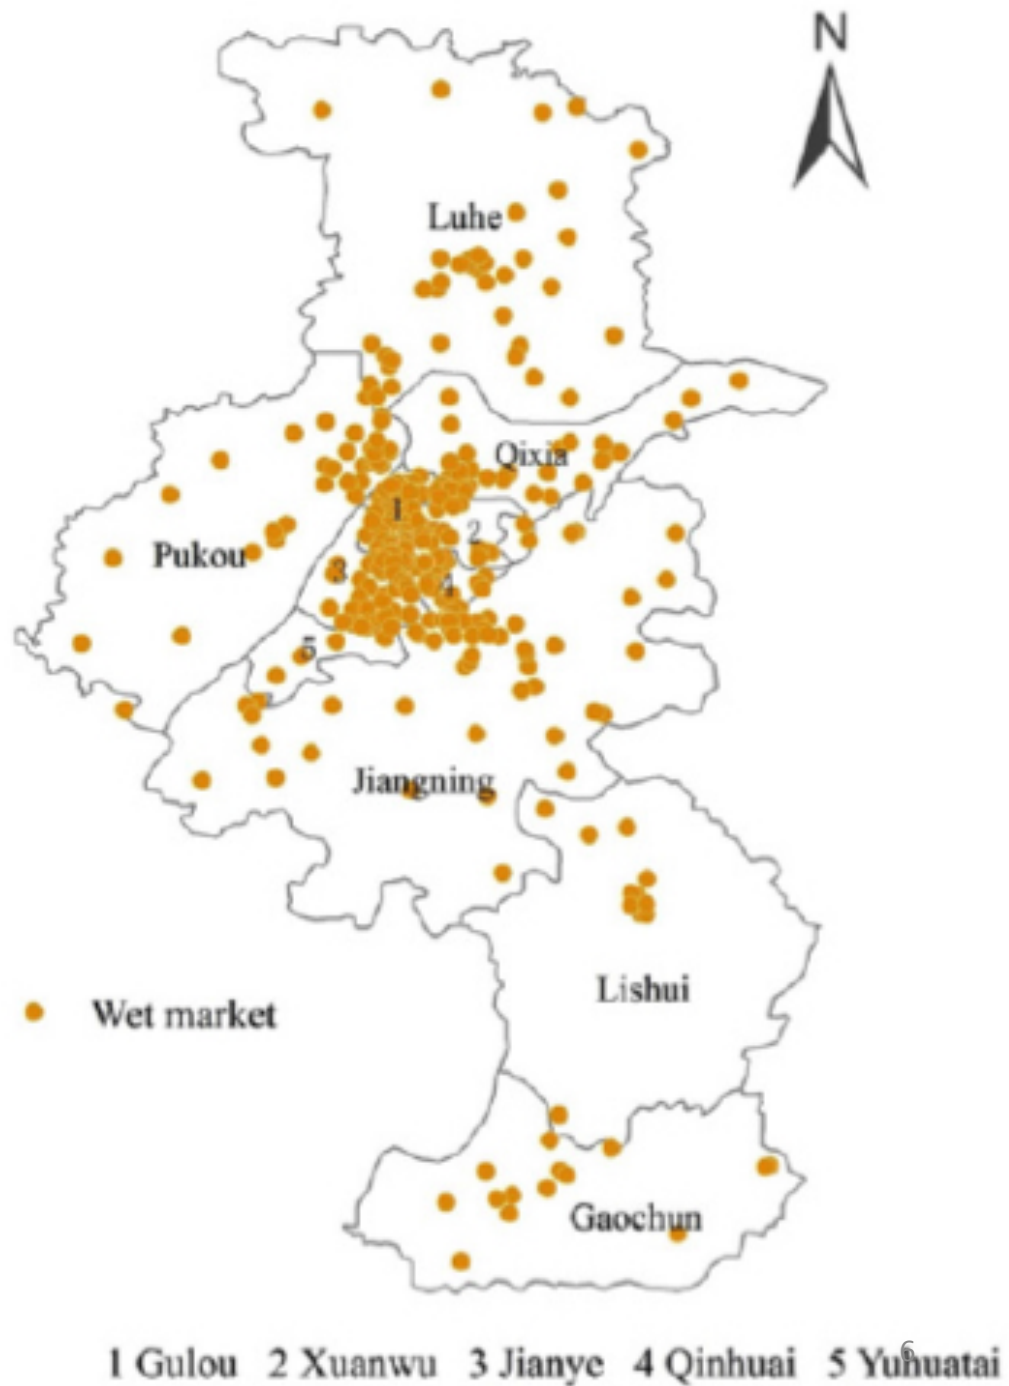 N
Luhe
Qixia
1
2
Pukou
3
4
5
Jiangning
Lishui
Wet market
Gaochun
6
1 Gulou 2 Xuanwu 3 Jianye 4 Qinhuai 5 Yuhuatai